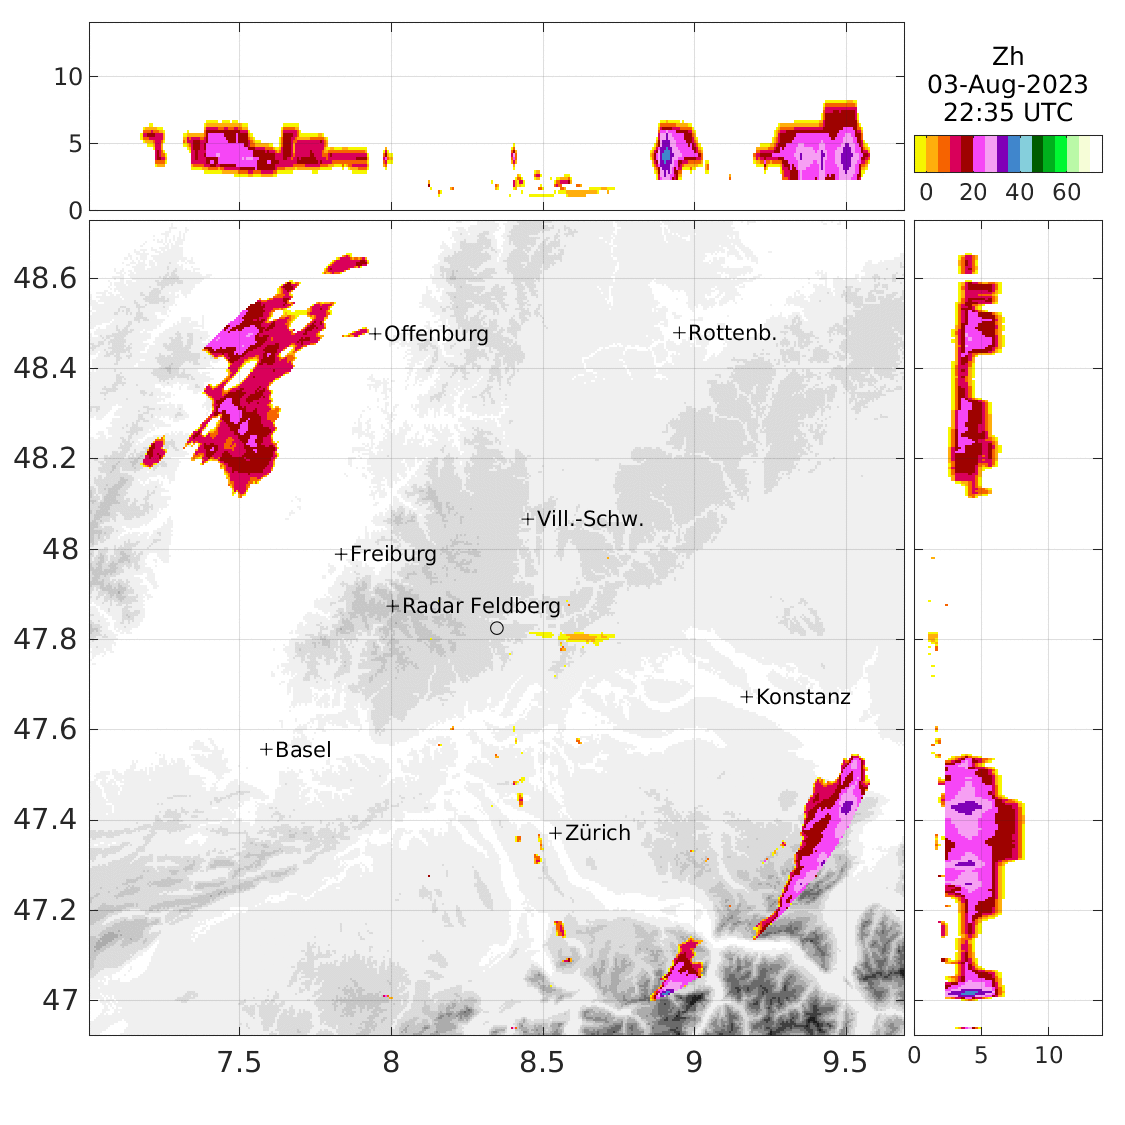 Zh
03-Aug-2023
22:35 UTC
10
5
0
0 20 40 60
48.6
48.4
48.2
48
47.8
47.6
47.4
47.2
47
+Offenburg
+Rottenb.
+Vill.-Schw.
+Freiburg
+Radar Feldberg
+Konstanz
+Basel
+Zürich
7.5 8 8.5 9 9.5
0 5 10